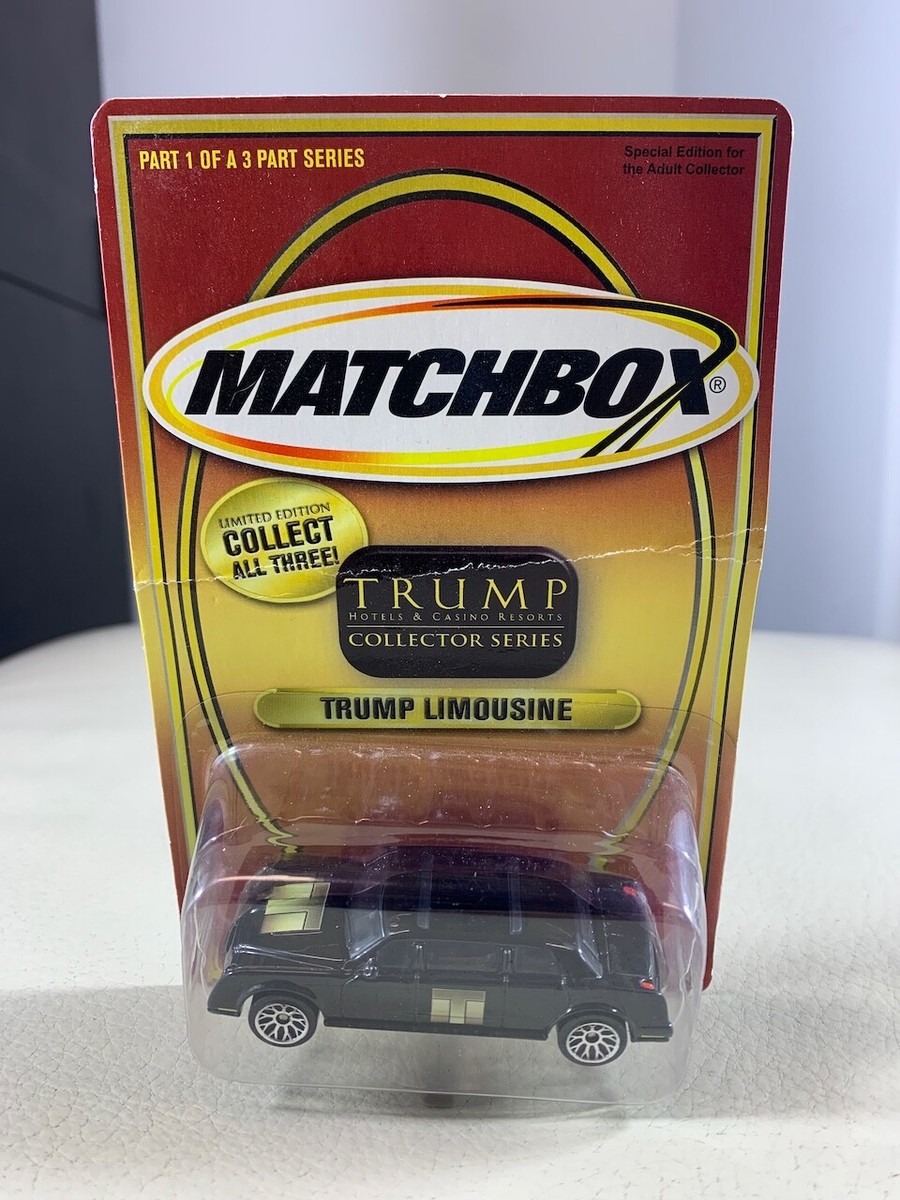 PART 1 OF A 3 PART SERIES
Special Edition for
the Adult Collector
MATCHBOX®
LIMITED EDITION
COLLECT
ALL THREE!
TRUMP
HOTELS & CASINO RESORTS
COLLECTOR SERIES
TRUMP LIMOUSINE
T
T